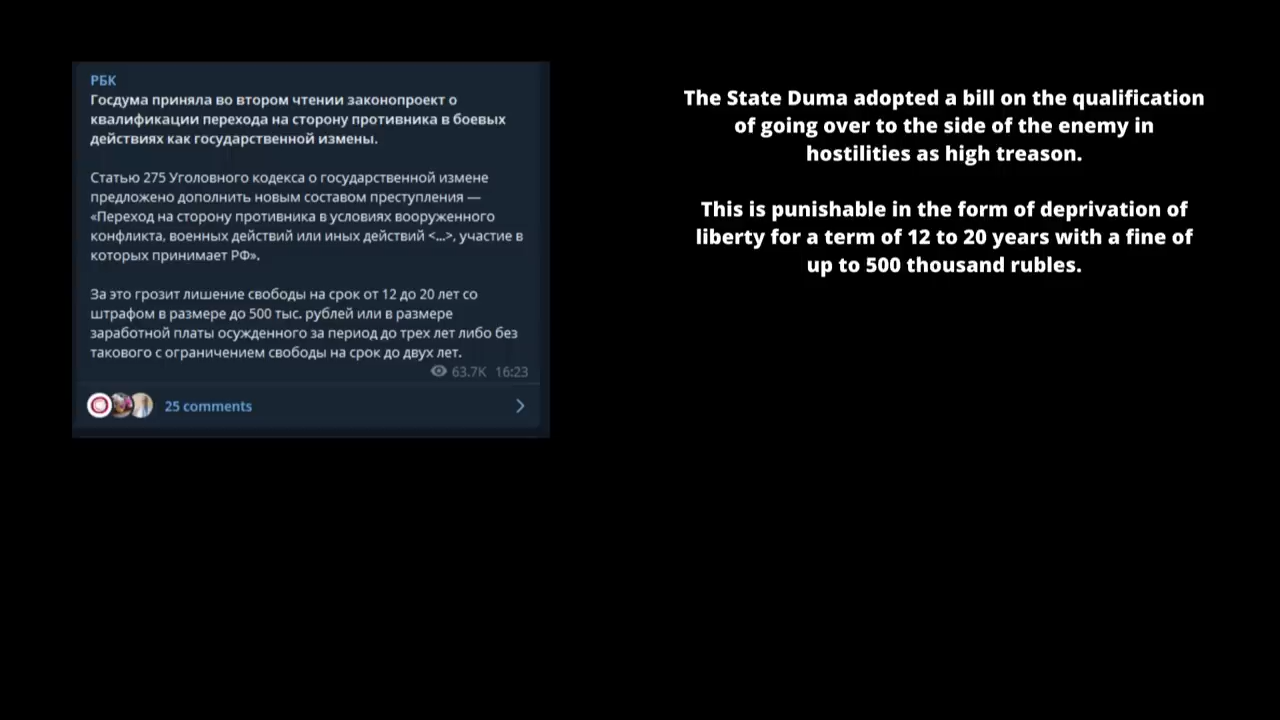 РБК
Госдума приняла во втором чтении законопроект о
квалификации перехода на сторону противника в боевых
действиях как государственной измены.
Статью 275 Уголовного кодекса о государственной измене
предложено дополнить новым составом преступления —
«Переход на сторону противника в условиях вооруженного
конфликта, военных действий или иных действий <...>, участие в
которых принимает РФ».
За это грозит лишение свободы на срок от 12 до 20 лет со
штрафом в размере до 500 тыс. рублей или в размере
заработной платы осужденного за период до трех лет либо без
такового с ограничением свободы на срок до двух лет.
63.7K 16:23
25 comments
The State Duma adopted a bill on the qualification
of going over to the side of the enemy in
hostilities as high treason.
This is punishable in the form of deprivation of
liberty for a term of 12 to 20 years with a fine of
up to 500 thousand rubles.